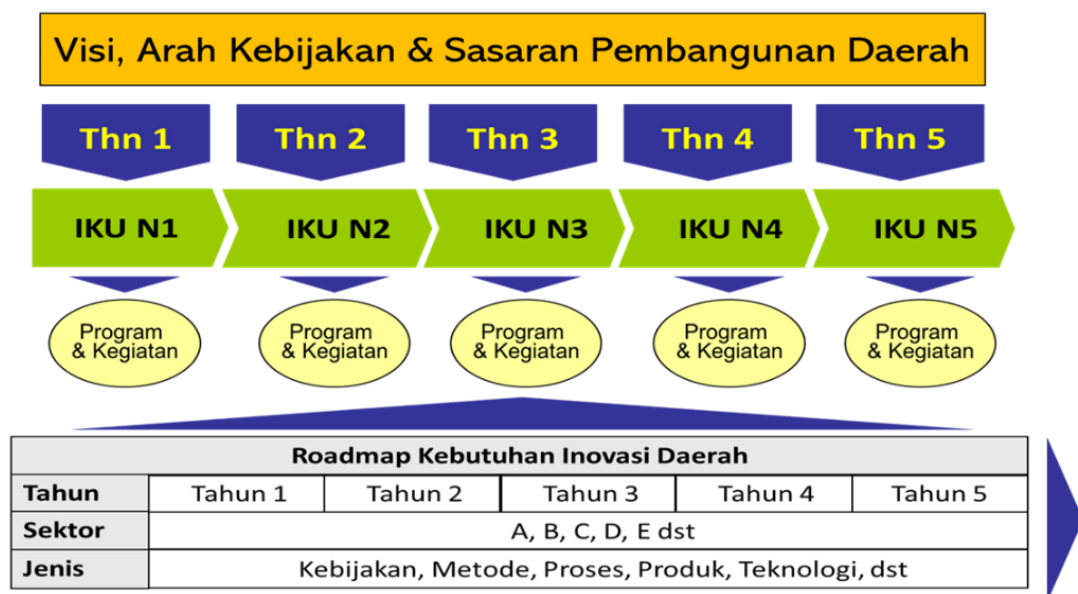 Visi, Arah Kebijakan & Sasaran Pembangunan Daerah
Thn 1
Thn 2
Thn 3
Thn 4
Thn 5
IKU N1
IKU N2
IKU N3
IKU N4
IKU N5
Program
& Kegiatan
Program
& Kegiatan
Program
& Kegiatan
Program
& Kegiatan
Program
& Kegiatan
Roadmap Kebutuhan Inovasi Daerah
Tahun Tahun 1 Tahun 2 Tahun 3 Tahun 4 Tahun 5
Sektor A, B, C, D, E dst
Jenis Kebijakan, Metode, Proses, Produk, Teknologi, dst